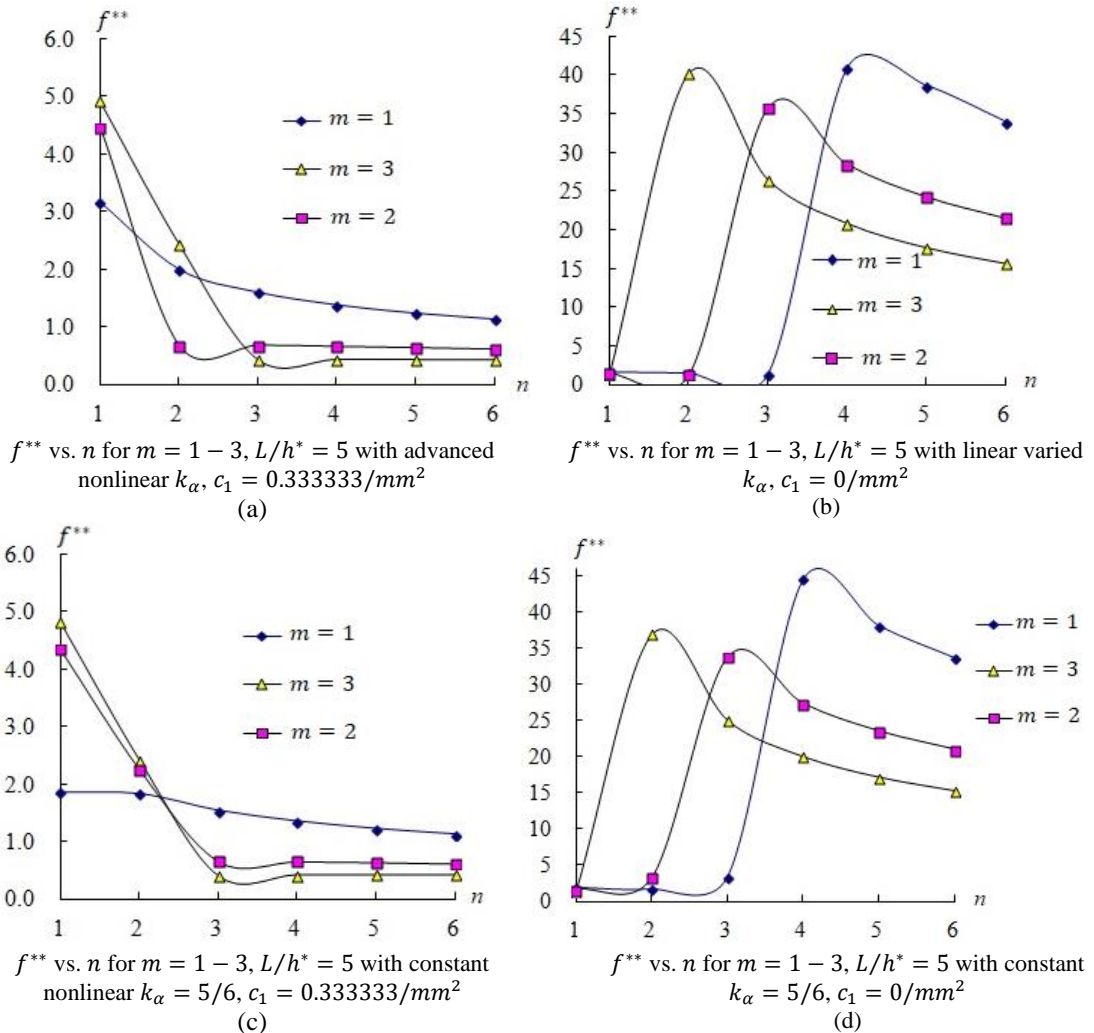 f**
6.0
5.0
4.0
3.0
2.0
1.0
0.0
m = 1
m = 3
m = 2
n
1 2 3 4 5 6
f** vs. n for m = 1 − 3, L/h* = 5 with advanced
nonlinear kα, c1 = 0.333333/mm²
(a)
f**
45
40
35
30
25
20
15
10
5
0
m = 1
m = 3
m = 2
n
1 2 3 4 5 6
f** vs. n for m = 1 − 3, L/h* = 5 with linear varied
kα, c1 = 0/mm²
(b)
f**
6.0
5.0
4.0
3.0
2.0
1.0
0.0
m = 1
m = 3
m = 2
n
1 2 3 4 5 6
f** vs. n for m = 1 − 3, L/h* = 5 with constant
nonlinear kα = 5/6, c1 = 0.333333/mm²
(c)
f**
45
40
35
30
25
20
15
10
5
0
m = 1
m = 3
m = 2
n
1 2 3 4 5 6
f** vs. n for m = 1 − 3, L/h* = 5 with constant
kα = 5/6, c1 = 0/mm²
(d)